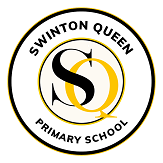 SWINTON QUEEN
SQ
PRIMARY SCHOOL